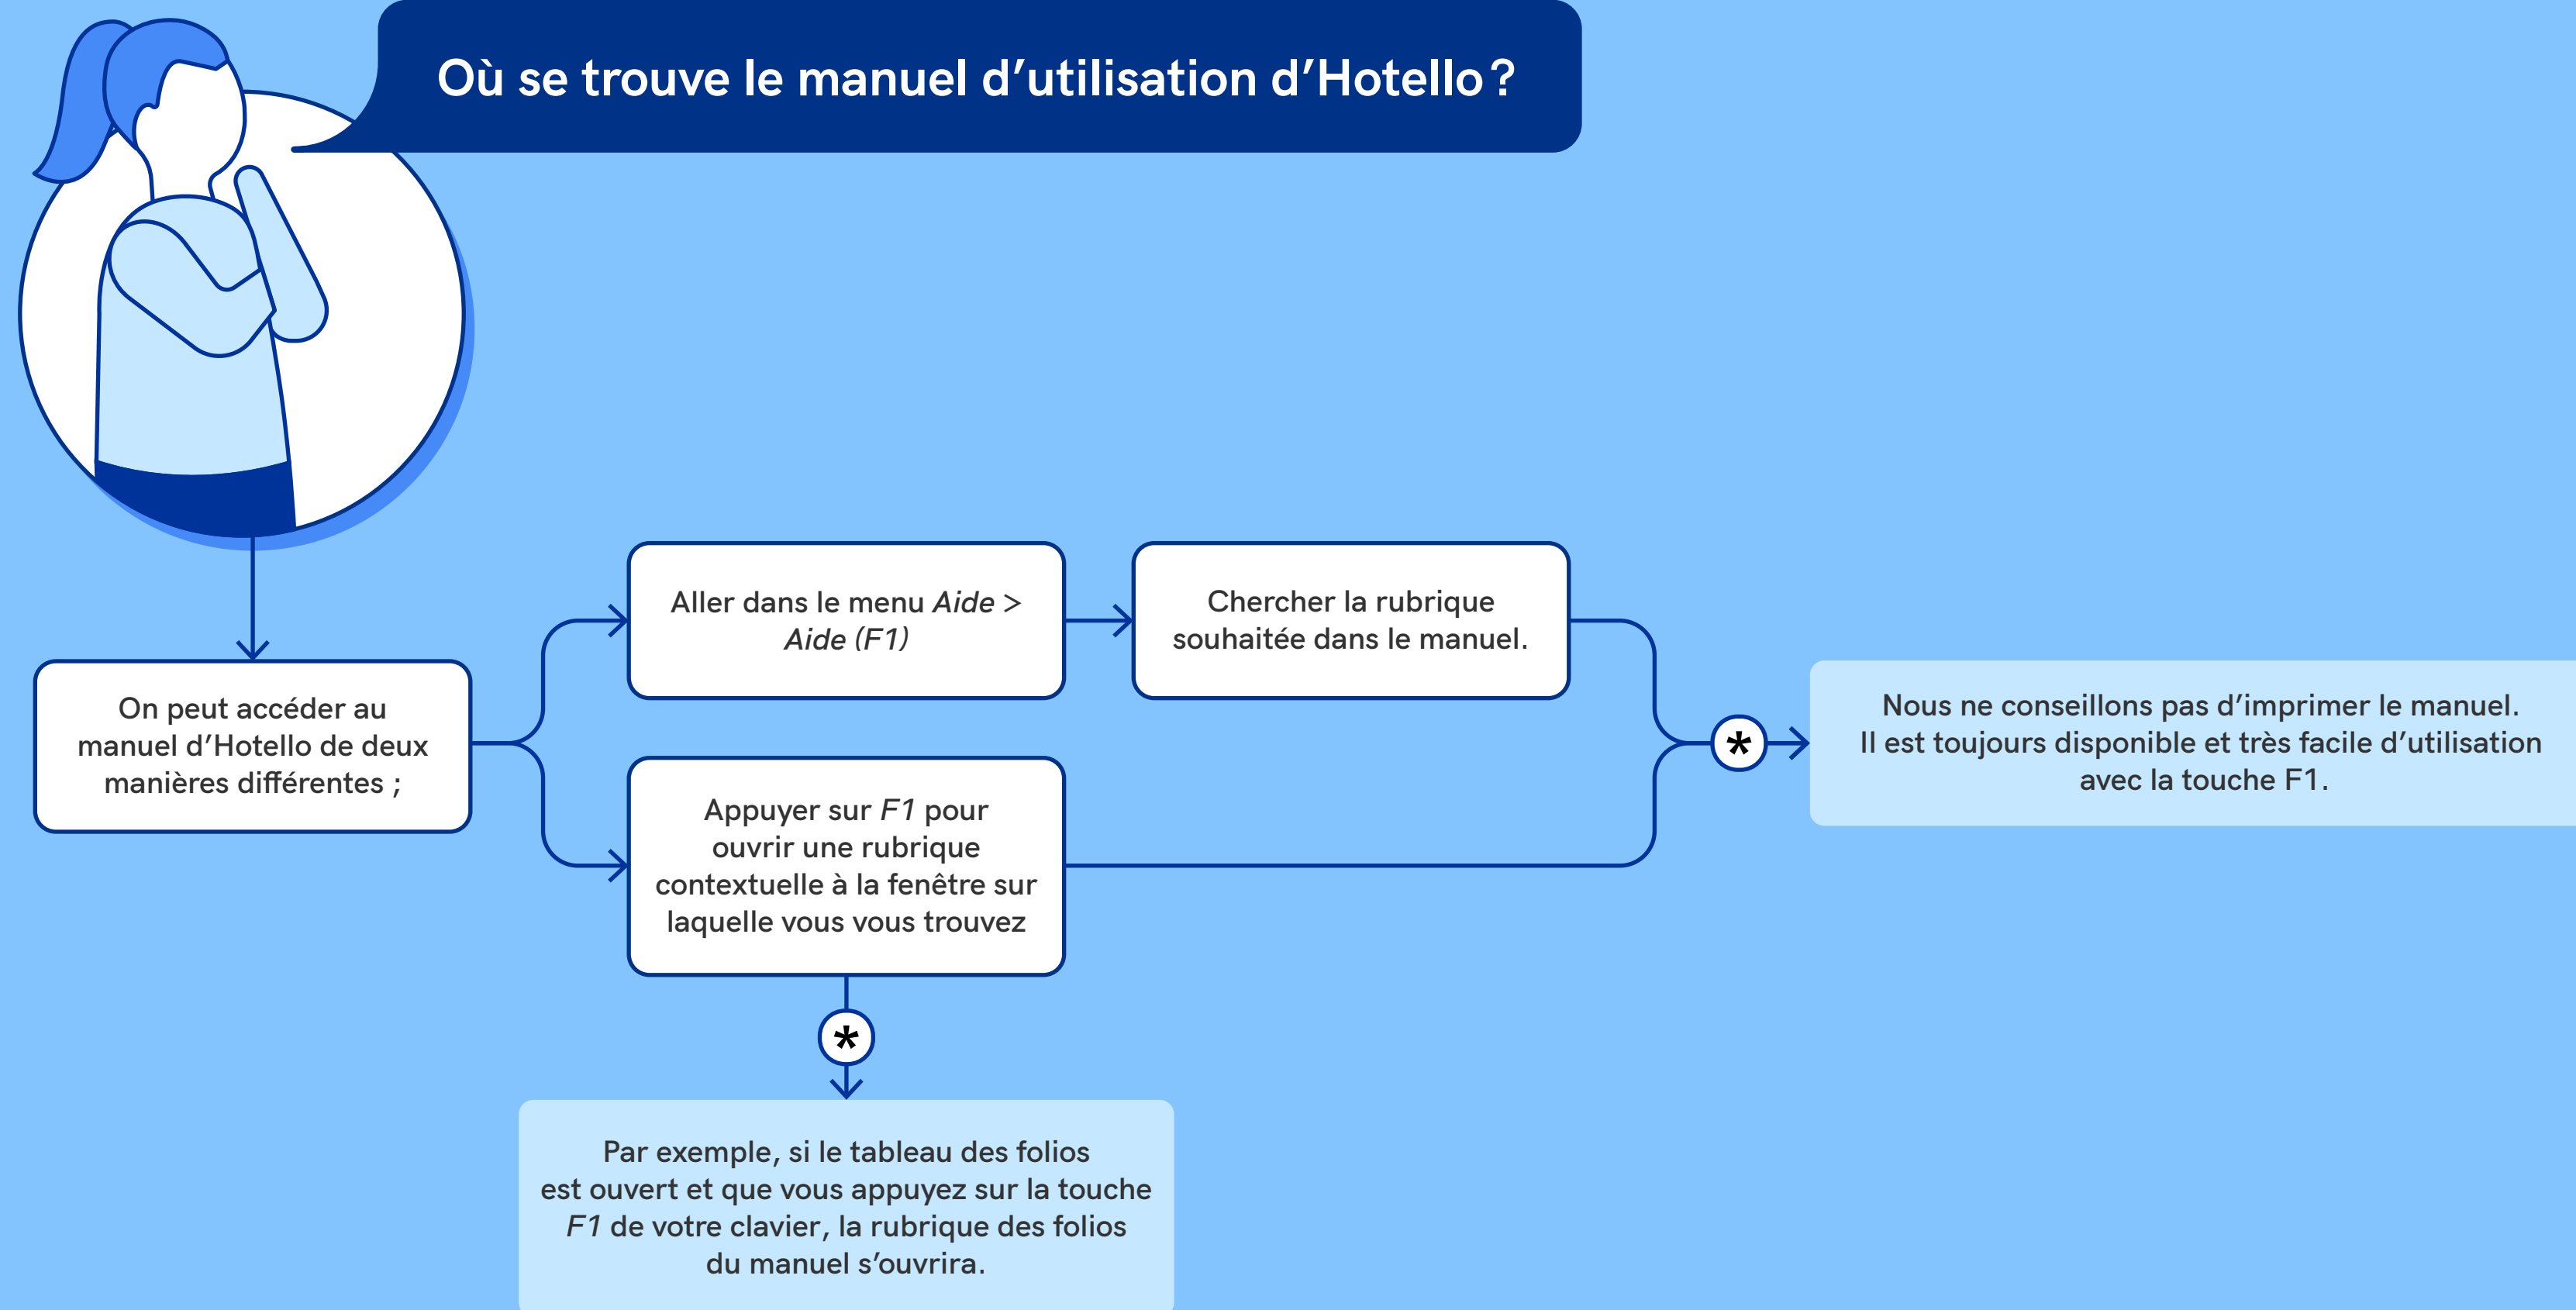 Où se trouve le manuel d’utilisation d’Hotello ?
On peut accéder au
manuel d’Hotello de deux
manières différentes ;
Aller dans le menu Aide >
Aide (F1)
Chercher la rubrique
souhaitée dans le manuel.
Appuyer sur F1 pour
ouvrir une rubrique
contextuelle à la fenêtre sur
laquelle vous vous trouvez
*
Nous ne conseillons pas d’imprimer le manuel.
Il est toujours disponible et très facile d’utilisation
avec la touche F1.
*
Par exemple, si le tableau des folios
est ouvert et que vous appuyez sur la touche
F1 de votre clavier, la rubrique des folios
du manuel s’ouvrira.